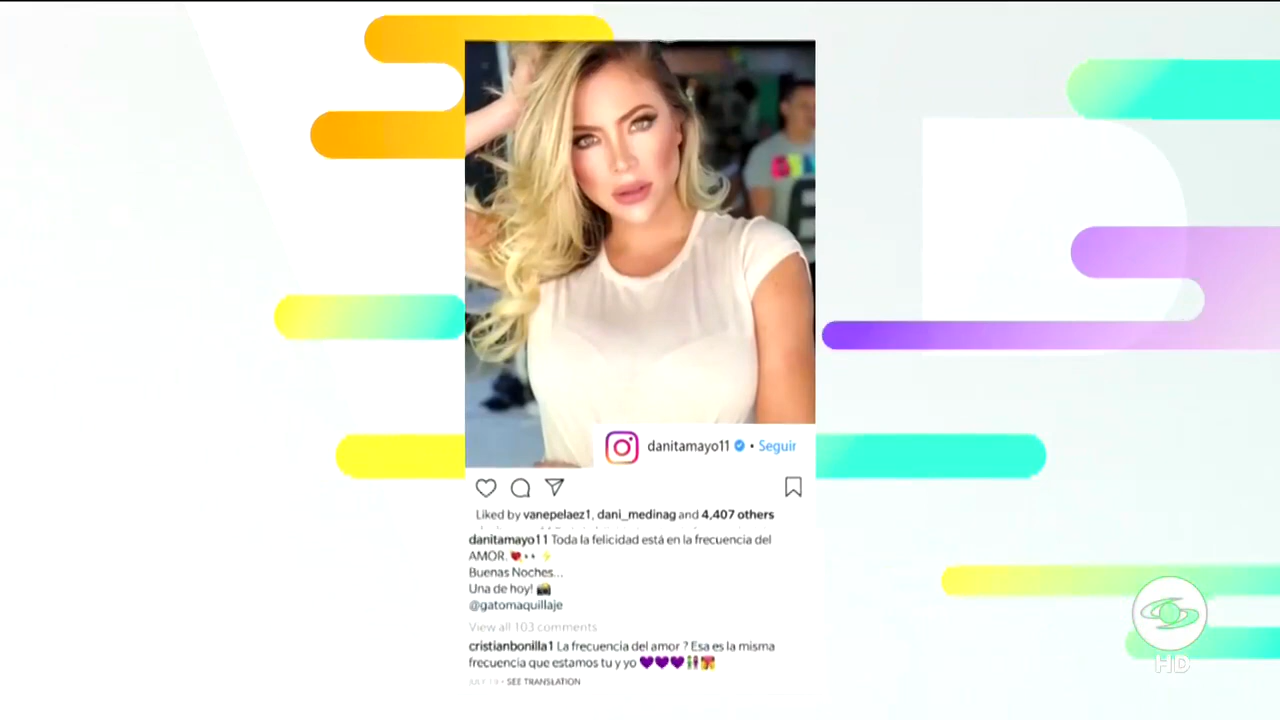 danitamayo11 • Seguir
Liked by vanepelaez1, dani_medinag and 4,407 others
danitamayo11 Toda la felicidad está en la frecuencia del
AMOR. 💘👀⚡
Buenas Noches...
Una de hoy! 📸
@gatomaquillaje
View all 103 comments
cristianbonilla1 La frecuencia del amor ? Esa es la misma
frecuencia que estamos tu y yo 💜💜💜
SEE TRANSLATION
HD